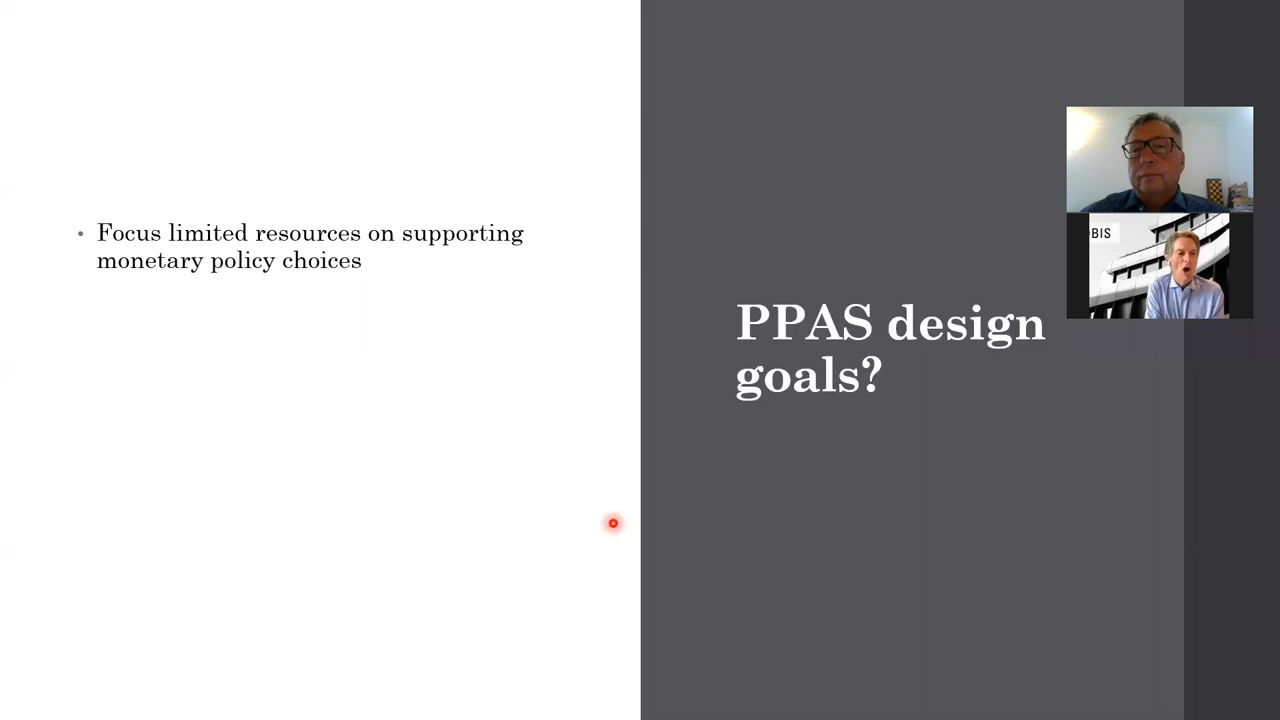 • Focus limited resources on supporting
monetary policy choices
PPAS design
goals?
BIS